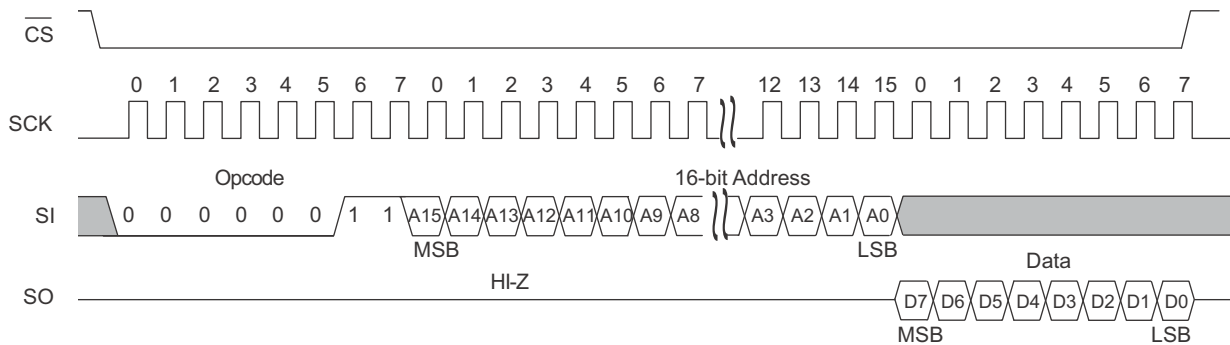 CS
0 1 2 3 4 5 6 7 0 1 2 3 4 5 6 7 12 13 14 15 0 1 2 3 4 5 6 7
SCK
Opcode 16-bit Address
SI 0 0 0 0 0 0 1 1 A15 A14 A13 A12 A11 A10 A9 A8 A3 A2 A1 A0
MSB LSB
HI-Z Data
SO D7 D6 D5 D4 D3 D2 D1 D0
MSB LSB